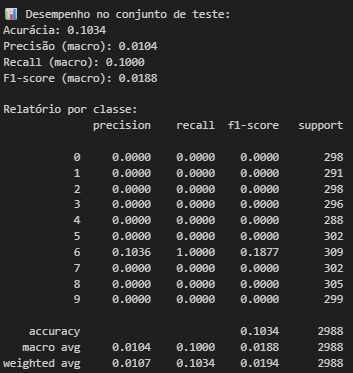 📊 Desempenho no conjunto de teste:
Acurácia: 0.1034
Precisão (macro): 0.0104
Recall (macro): 0.1000
F1-score (macro): 0.0188
Relatório por classe:
precision recall f1-score support
0 0.0000 0.0000 0.0000 298
1 0.0000 0.0000 0.0000 291
2 0.0000 0.0000 0.0000 298
3 0.0000 0.0000 0.0000 296
4 0.0000 0.0000 0.0000 288
5 0.0000 0.0000 0.0000 302
6 0.1036 1.0000 0.1877 309
7 0.0000 0.0000 0.0000 302
8 0.0000 0.0000 0.0000 305
9 0.0000 0.0000 0.0000 299
accuracy 0.1034 2988
macro avg 0.0104 0.1000 0.0188 2988
weighted avg 0.0107 0.1034 0.0194 2988